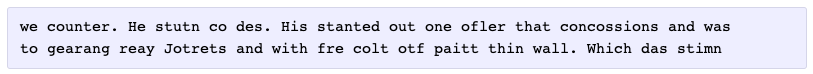 we counter. He stutn co des. His stanted out one ofler that concossions and was
to gearang reay Jotrets and with fre colt otf paitt thin wall. Which das stimn